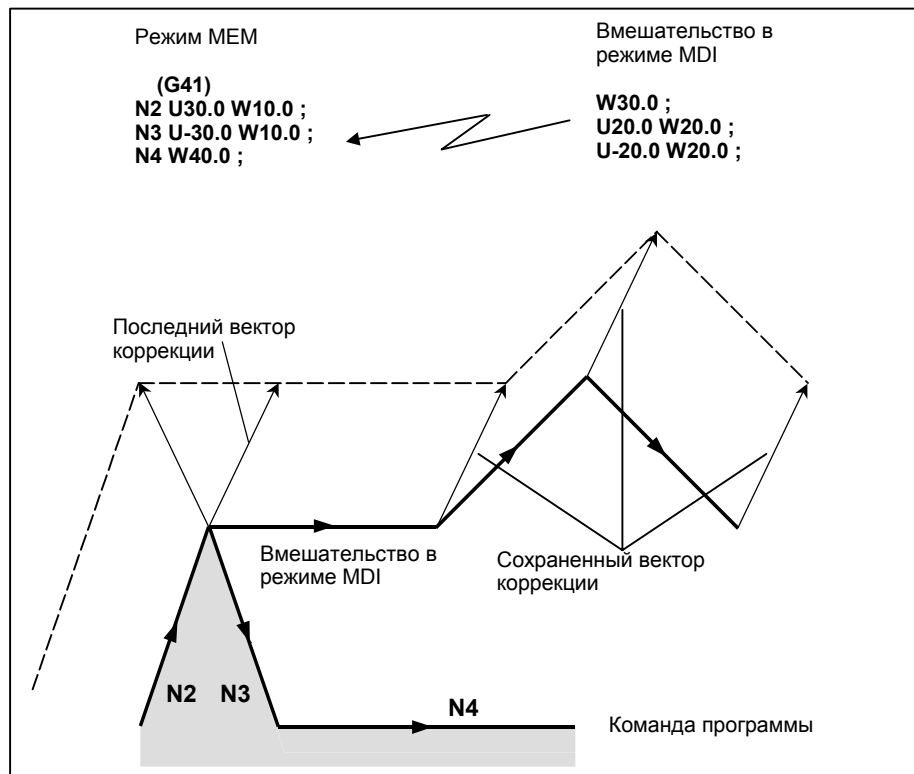 Режим MEM
(G41)
N2 U30.0 W10.0 ;
N3 U-30.0 W10.0 ;
N4 W40.0 ;
Вмешательство в
режиме MDI
W30.0 ;
U20.0 W20.0 ;
U-20.0 W20.0 ;
Последний вектор
коррекции
Вмешательство в
режиме MDI
Сохраненный вектор
коррекции
N2
N3
N4
Команда программы